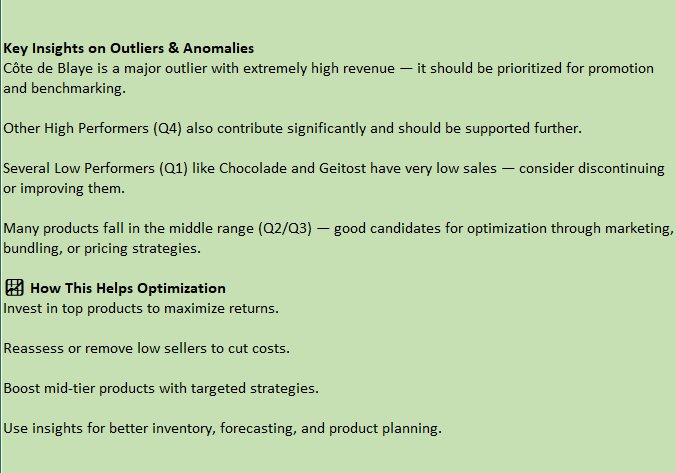 Key Insights on Outliers & Anomalies
Côte de Blaye is a major outlier with extremely high revenue — it should be prioritized for promotion
and benchmarking.
Other High Performers (Q4) also contribute significantly and should be supported further.
Several Low Performers (Q1) like Chocolade and Geitost have very low sales — consider discontinuing
or improving them.
Many products fall in the middle range (Q2/Q3) — good candidates for optimization through marketing,
bundling, or pricing strategies.
How This Helps Optimization
Invest in top products to maximize returns.
Reassess or remove low sellers to cut costs.
Boost mid-tier products with targeted strategies.
Use insights for better inventory, forecasting, and product planning.